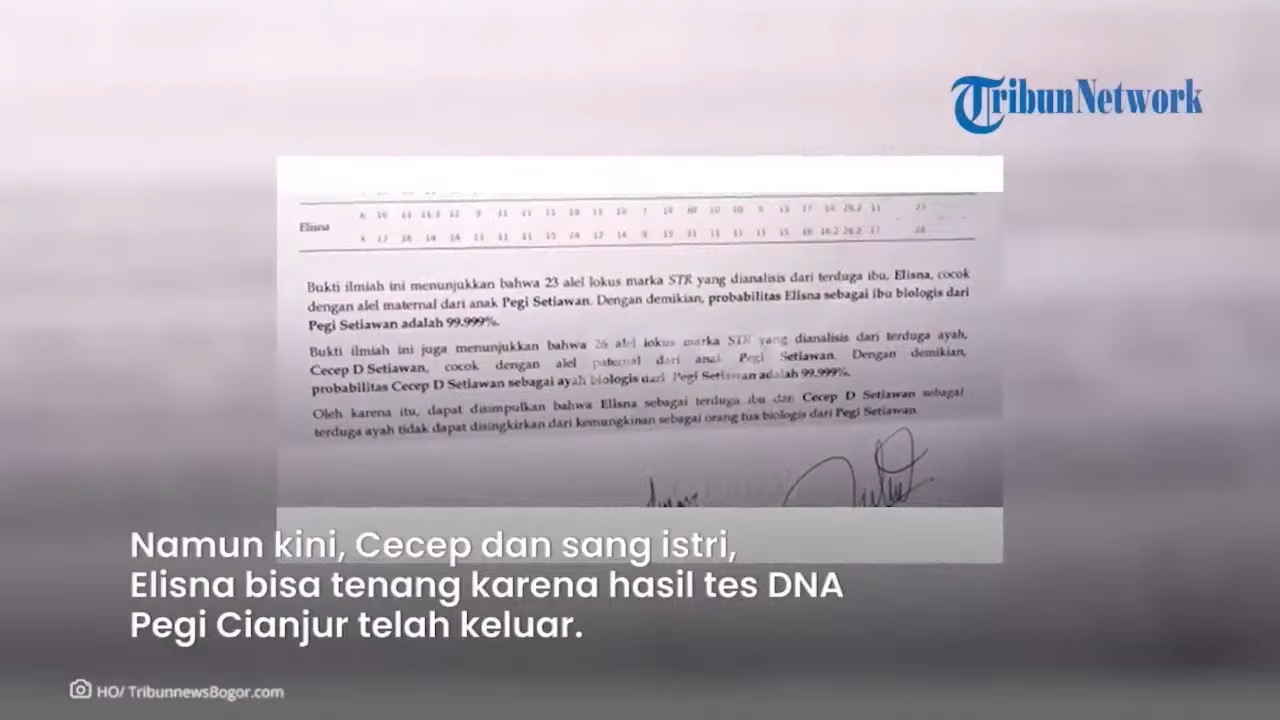 TribunNetwork
Elisna
Bukti ilmiah ini menunjukkan bahwa 23 alel lokus marka STR yang dianalisis dari terduga ibu, Elisna, cocok
dengan alel maternal dari anak Pegi Setiawan. Dengan demikian, probabilitas Elisna sebagai ibu biologis dari
Pegi Setiawan adalah 99.999%.
Bukti ilmiah ini juga menunjukkan bahwa 26 alel lokus marka STR yang dianalisis dari terduga ayah,
Cecep D Setiawan, cocok dengan alel paternal dari anak Pegi Setiawan. Dengan demikian,
probabilitas Cecep D Setiawan sebagai ayah biologis dari Pegi Setiawan adalah 99.999%.
Oleh karena itu, dapat disimpulkan bahwa Elisna sebagai terduga ibu dan Cecep D Setiawan sebagai
terduga ayah tidak dapat disingkirkan dari kemungkinan sebagai orang tua biologis dari Pegi Setiawan
Namun kini, Cecep dan sang istri,
Elisna bisa tenang karena hasil tes DNA
Pegi Cianjur telah keluar.
HO/ TribunnewsBogor.com